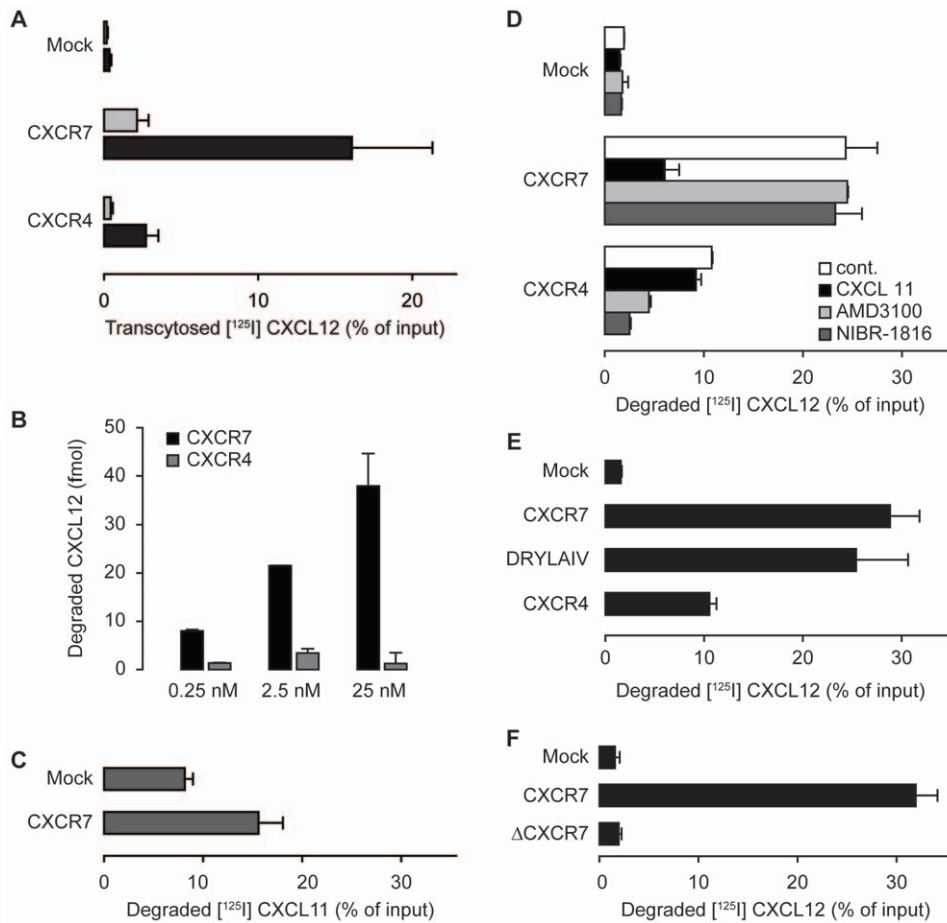 A
Mock
CXCR7
CXCR4
0 10 20
Transcytosed [¹²⁵I] CXCL12 (% of input)
B
Degraded CXCL12 (fmol)
50
40
30
20
10
0
CXCR7
CXCR4
0.25 nM 2.5 nM 25 nM
C
Mock
CXCR7
0 10 20 30
Degraded [¹²⁵I] CXCL11 (% of input)
D
Mock
CXCR7
CXCR4
cont.
CXCL 11
AMD3100
NIBR-1816
0 10 20 30
Degraded [¹²⁵I] CXCL12 (% of input)
E
Mock
CXCR7
DRYLAIV
CXCR4
0 10 20 30
Degraded [¹²⁵I] CXCL12 (% of input)
F
Mock
CXCR7
ΔCXCR7
0 10 20 30
Degraded [¹²⁵I] CXCL12 (% of input)